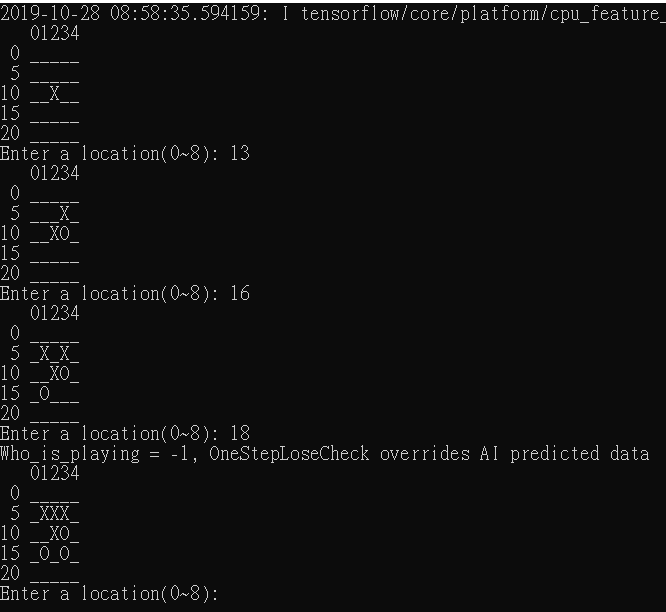 2019-10-28 08:58:35.594159: I tensorflow/core/platform/cpu_feature_
   01234
 0 _____
 5 _____
10 __X__
15 _____
20 _____
Enter a location(0~8): 13
   01234
 0 _____
 5 ___X_
10 __XO_
15 _____
20 _____
Enter a location(0~8): 16
   01234
 0 _____
 5 _X_X_
10 __XO_
15 _O___
20 _____
Enter a location(0~8): 18
Who_is_playing = -1, OneStepLoseCheck overrides AI predicted data
   01234
 0 _____
 5 _XXX_
10 __XO_
15 _O_O_
20 _____
Enter a location(0~8):